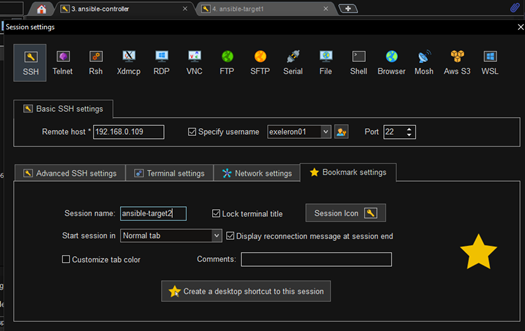 3. ansible-controller
4. ansible-target1
Session settings
SSH Telnet Rsh Xdmcp RDP VNC FTP SFTP Serial File Shell Browser Mosh Aws S3 WSL
Basic SSH settings
Remote host * 192.168.0.109 Specify username exeleron01 Port 22
Advanced SSH settings Terminal settings Network settings Bookmark settings
Session name: ansible-target2 Lock terminal title Session Icon
Start session in Normal tab Display reconnection message at session end
Customize tab color Comments:
Create a desktop shortcut to this session